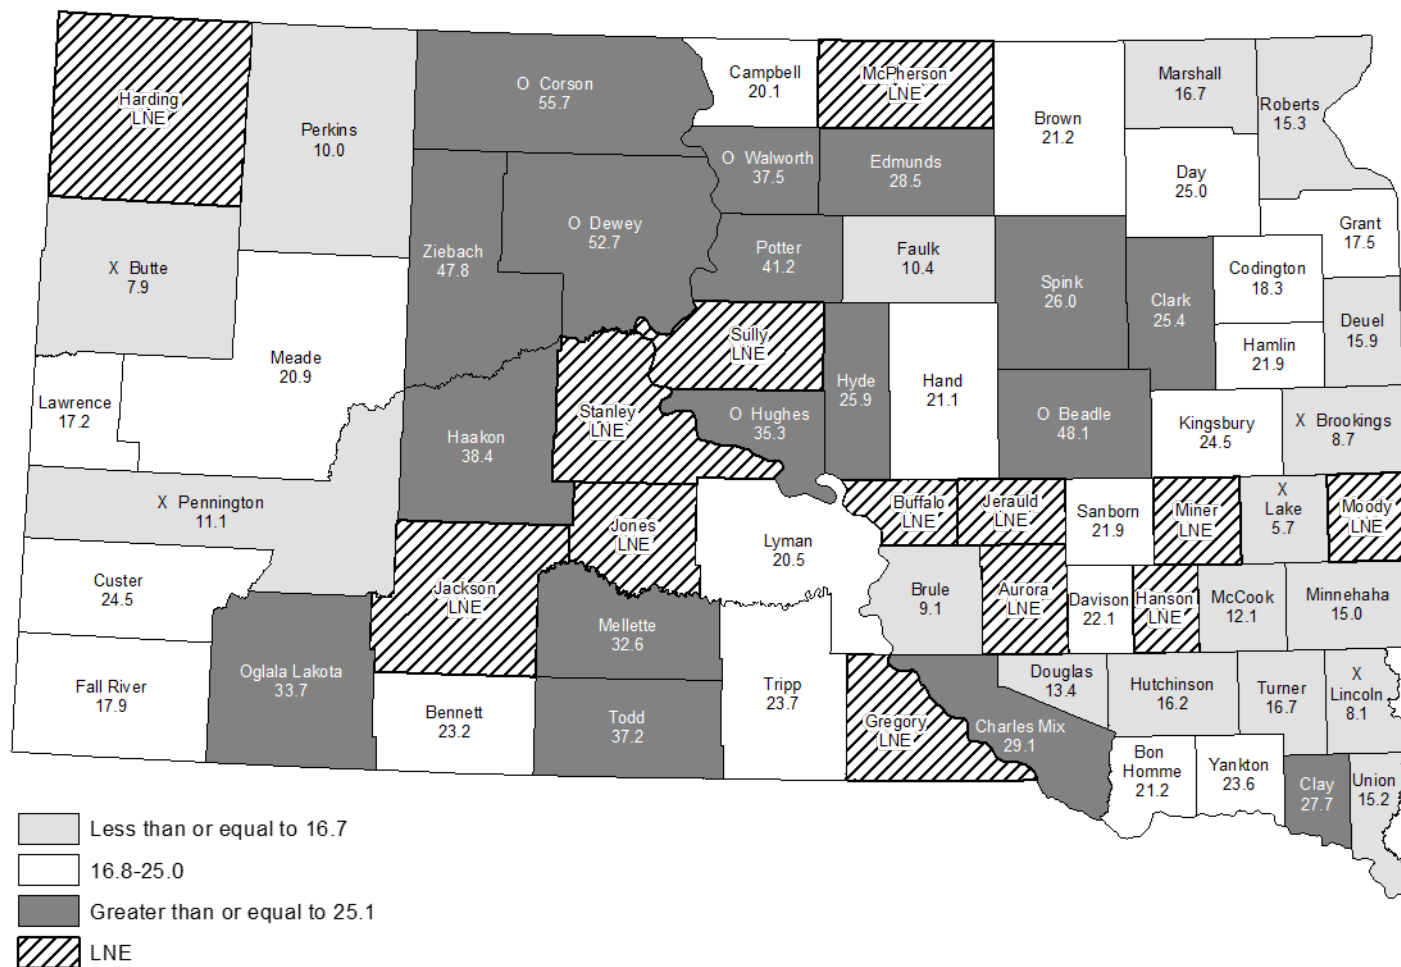 Harding
LNE
Perkins
10.0
O Corson
55.7
Campbell
20.1
McPherson
LNE
Brown
21.2
Marshall
16.7
Roberts
15.3
O Walworth
37.5
Edmunds
28.5
Day
25.0
Grant
17.5
X Butte
7.9
Ziebach
47.8
O Dewey
52.7
Potter
41.2
Faulk
10.4
Spink
26.0
Clark
25.4
Codington
18.3
Deuel
15.9
Hamlin
21.9
Meade
20.9
Sully
LNE
Lawrence
17.2
Haakon
38.4
Stanley
LNE
O Hughes
35.3
Hyde
25.9
Hand
21.1
O Beadle
48.1
Kingsbury
24.5
X Brookings
8.7
X Pennington
11.1
Jones
LNE
Lyman
20.5
Buffalo
LNE
Jerauld
LNE
Sanborn
21.9
Miner
LNE
X
Lake
5.7
Moody
LNE
Custer
24.5
Jackson
LNE
Mellette
32.6
Brule
9.1
Aurora
LNE
Davison
22.1
Hanson
LNE
McCook
12.1
Minnehaha
15.0
Fall River
17.9
Oglala Lakota
33.7
Bennett
23.2
Todd
37.2
Tripp
23.7
Gregory
LNE
Charles Mix
29.1
Douglas
13.4
Hutchinson
16.2
Turner
16.7
X
Lincoln
8.1
Bon
Homme
21.2
Yankton
23.6
Clay
27.7
Union
15.2
Less than or equal to 16.7
16.8-25.0
Greater than or equal to 25.1
LNE